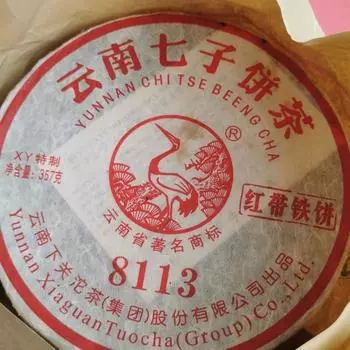 云南七子饼茶
YUNNAN CHI TSE BEENG CHA
®
XY特制
净含量:357克
云南省著名商标
红带铁饼
8113
云南下关沱茶(集团)股份有限公司出品
Yunnan XiaguanTuocha(Group)Co.,Ltd.